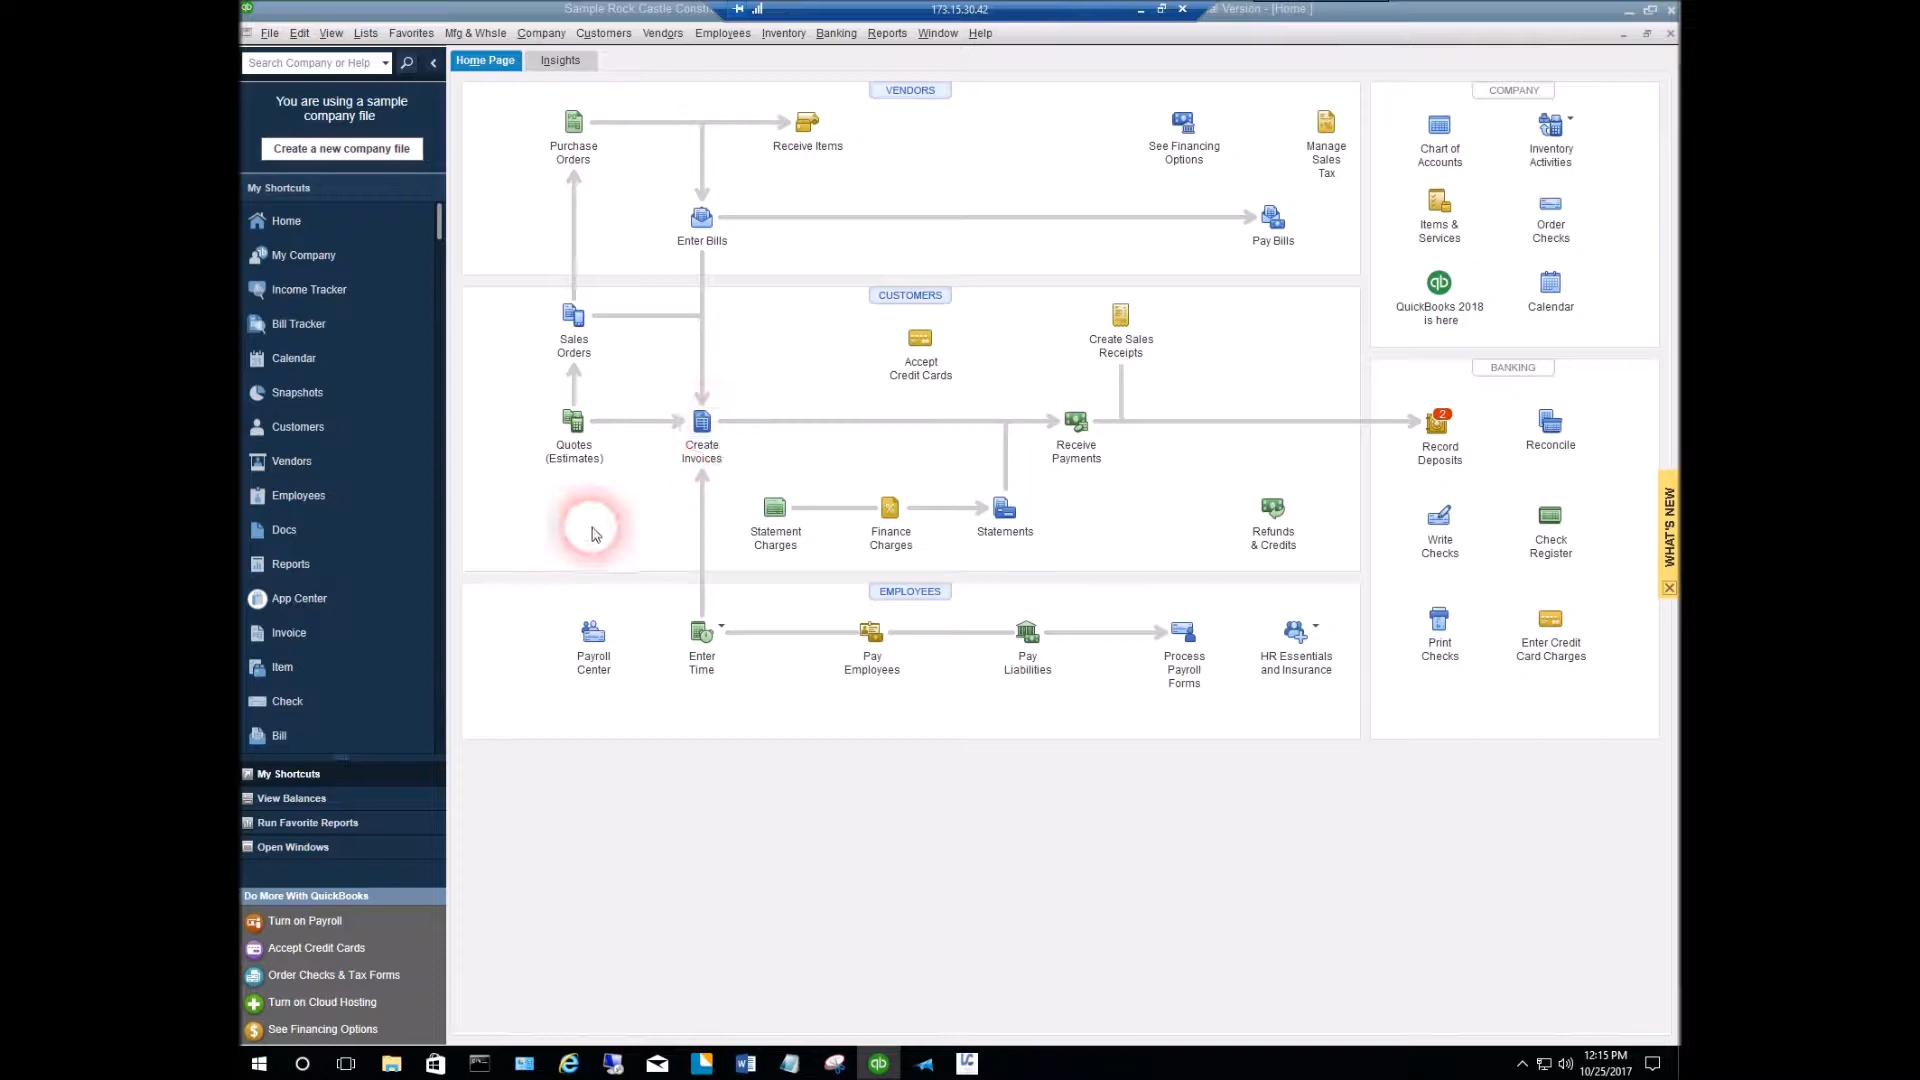 Sample Rock Castle Constr
173.15.30.42
al Version - [Home ]
File Edit View Lists Favorites Mfg & Whsle Company Customers Vendors Employees Inventory Banking Reports Window Help
Search Company or Help
Home Page
Insights
You are using a sample
company file
Create a new company file
My Shortcuts
Home
My Company
Income Tracker
Bill Tracker
Calendar
Snapshots
Customers
Vendors
Employees
Docs
Reports
App Center
Invoice
Item
Check
Bill
My Shortcuts
View Balances
Run Favorite Reports
Open Windows
Do More With QuickBooks
Turn on Payroll
Accept Credit Cards
Order Checks & Tax Forms
Turn on Cloud Hosting
See Financing Options
VENDORS
Purchase
Orders
Receive Items
See Financing
Options
Manage
Sales
Tax
Enter Bills
Pay Bills
CUSTOMERS
Sales
Orders
Accept
Credit Cards
Create Sales
Receipts
Quotes
(Estimates)
Create
Invoices
Receive
Payments
Statement
Charges
Finance
Charges
Statements
Refunds
& Credits
EMPLOYEES
Payroll
Center
Enter
Time
Pay
Employees
Pay
Liabilities
Process
Payroll
Forms
HR Essentials
and Insurance
COMPANY
Chart of
Accounts
Inventory
Activities
Items &
Services
Order
Checks
qb
QuickBooks 2018
is here
Calendar
BANKING
2
Record
Deposits
Reconcile
Write
Checks
Check
Register
Print
Checks
Enter Credit
Card Charges
WHAT'S NEW
12:15 PM
10/25/2017